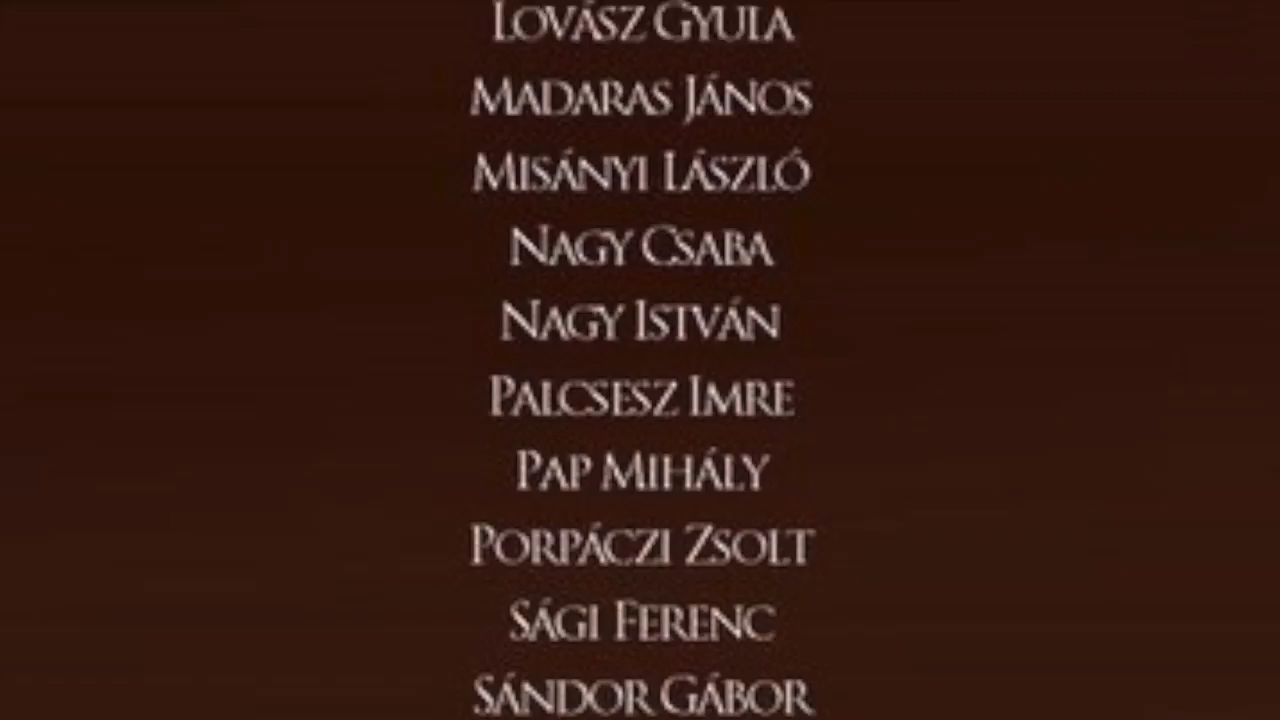 Lovász Gyula
Madaras János
Misányi László
Nagy Csaba
Nagy István
Palcsesz Imre
Pap Mihály
Porpáczi Zsolt
Sági Ferenc
Sándor Gábor